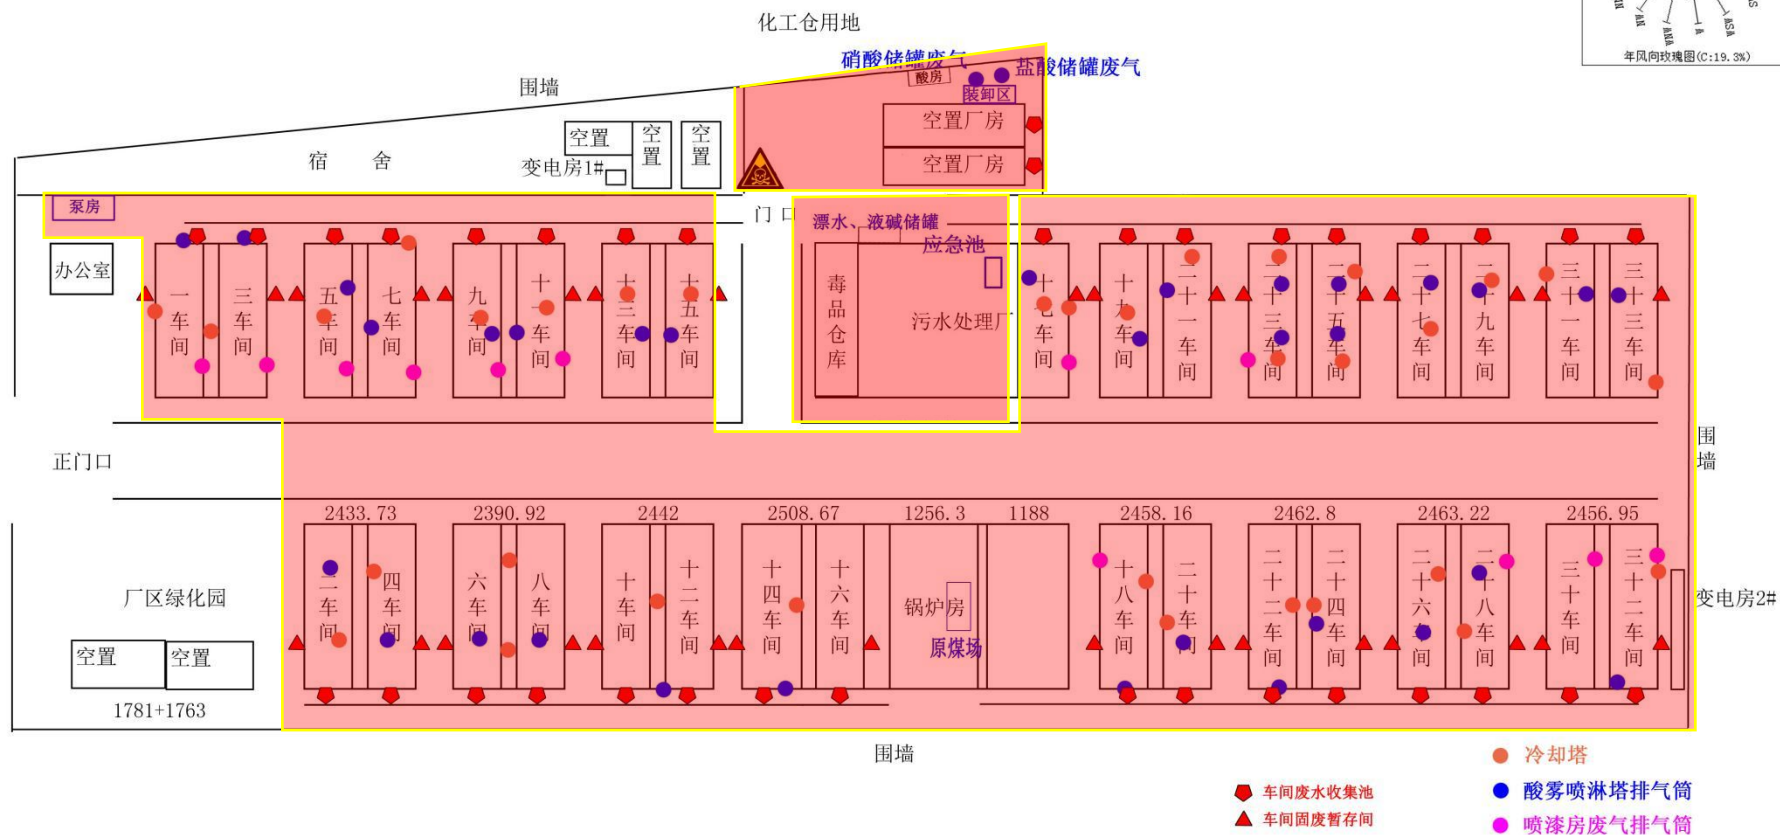 化工仓用地
NN
AN
ANA
A
ASA
AS
年风向玫瑰图(C:19.3%)
硝酸储罐废气
盐酸储罐废气
酸房
装卸区
围墙
空置厂房
空置厂房
空置
空置
空置
宿 舍
变电房1#
泵房
门口
漂水、液碱储罐
应急池
办公室
一车间
三车间
五车间
七车间
九车间
十一车间
十三车间
十五车间
毒品仓库
污水处理厂
十七车间
十九车间
二十一车间
二十三车间
二十五车间
二十七车间
二十九车间
三十一车间
三十三车间
正门口
围墙
2433.73
2390.92
2442
2508.67
1256.3
1188
2458.16
2462.8
2463.22
2456.95
二车间
四车间
六车间
八车间
十车间
十二车间
十四车间
十六车间
锅炉房
原煤场
十八车间
二十车间
二十二车间
二十四车间
二十六车间
二十八车间
三十车间
三十二车间
变电房2#
厂区绿化园
空置
空置
1781+1763
围墙
冷却塔
车间废水收集池
酸雾喷淋塔排气筒
车间固废暂存间
喷漆房废气排气筒